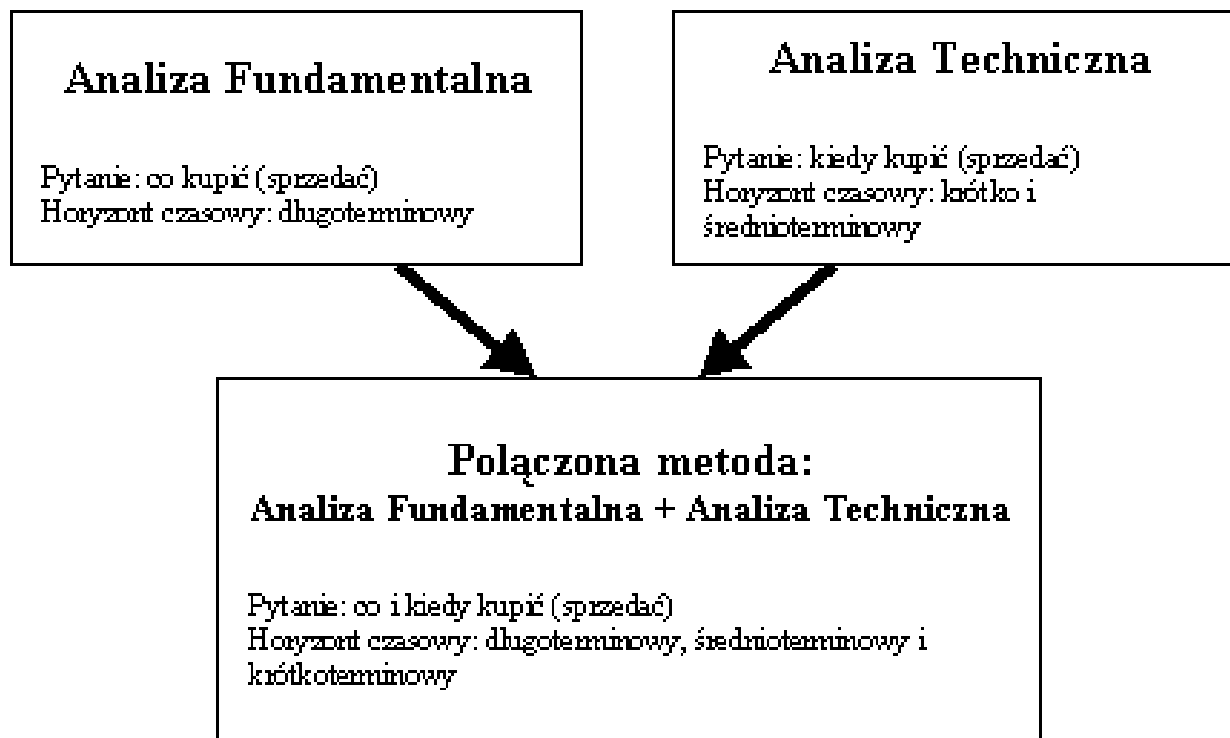 Analiza Fundamentalna
Pytanie: co kupić (sprzedać)
Horyzont czasowy: długoterminowy
Analiza Techniczna
Pytanie: kiedy kupić (sprzedać)
Horyzont czasowy: krótko i
średnioterminowy
Połączona metoda:
Analiza Fundamentalna + Analiza Techniczna
Pytanie: co i kiedy kupić (sprzedać)
Horyzont czasowy: długoterminowy, średnioterminowy i
krótkoterminowy